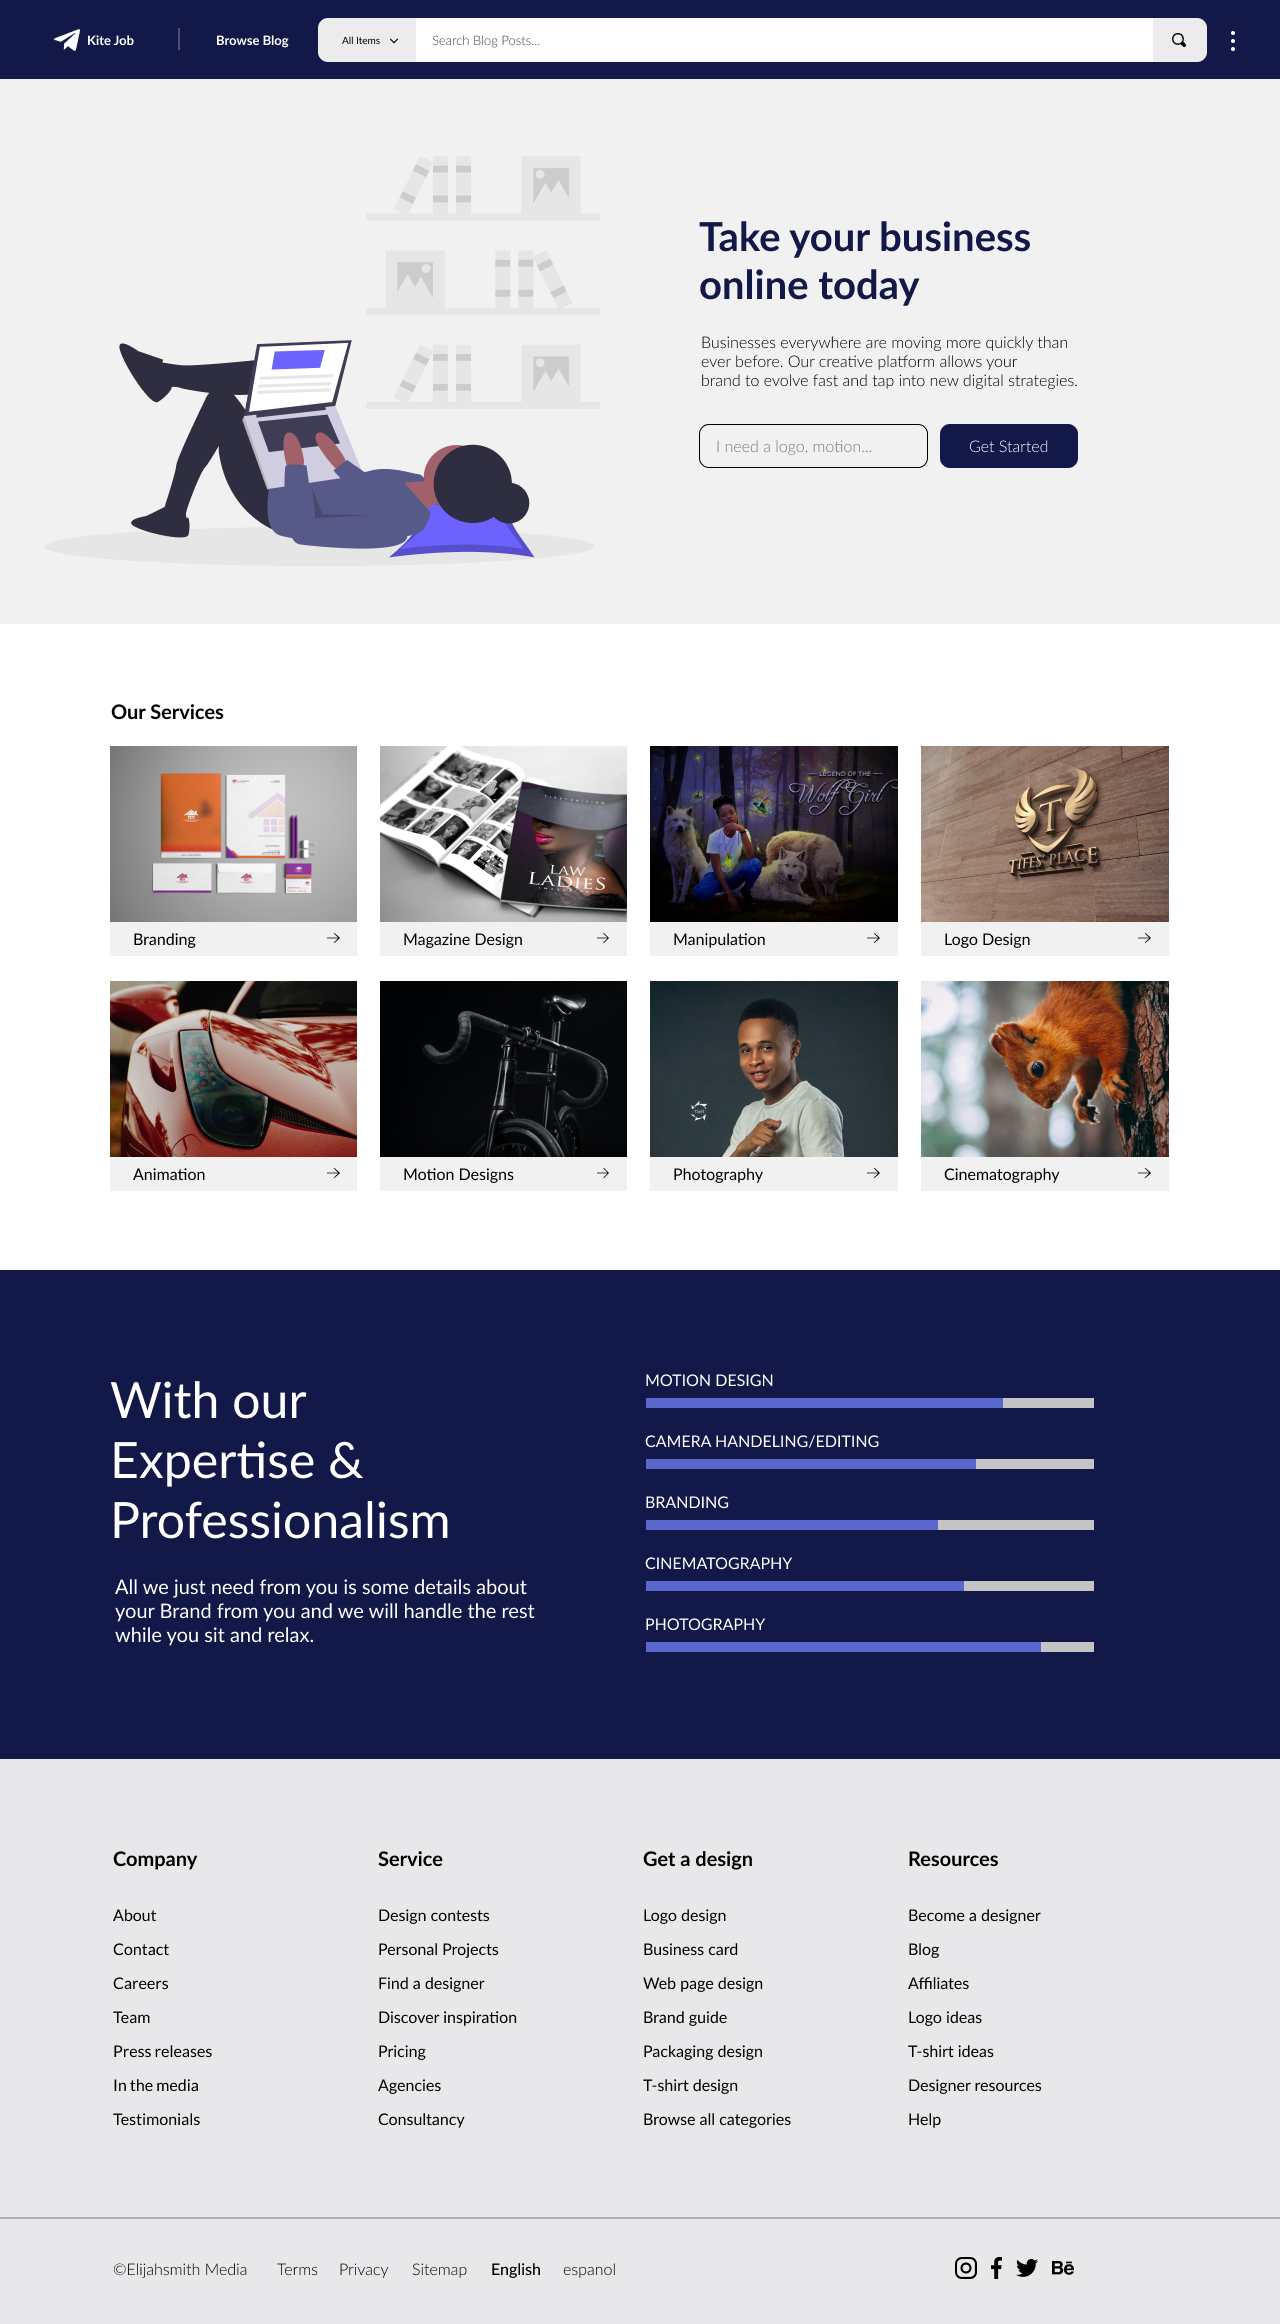 Kite Job
Browse Blog
All Items
Search Blog Posts...
Take your business
online today
Businesses everywhere are moving more quickly than
ever before. Our creative platform allows your
brand to evolve fast and tap into new digital strategies.
I need a logo, motion...
Get Started
Our Services
LAW
LADIES
LEGEND OF THE
Wolf Girl
T
TIFES' PLACE
Branding
Magazine Design
Manipulation
Logo Design
Animation
Motion Designs
Photography
Cinematography
With our
Expertise &
Professionalism
All we just need from you is some details about
your Brand from you and we will handle the rest
while you sit and relax.
MOTION DESIGN
CAMERA HANDELING/EDITING
BRANDING
CINEMATOGRAPHY
PHOTOGRAPHY
Company
About
Contact
Careers
Team
Press releases
In the media
Testimonials
Service
Design contests
Personal Projects
Find a designer
Discover inspiration
Pricing
Agencies
Consultancy
Get a design
Logo design
Business card
Web page design
Brand guide
Packaging design
T-shirt design
Browse all categories
Resources
Become a designer
Blog
Affiliates
Logo ideas
T-shirt ideas
Designer resources
Help
©Elijahsmith Media
Terms
Privacy
Sitemap
English
espanol
Bē